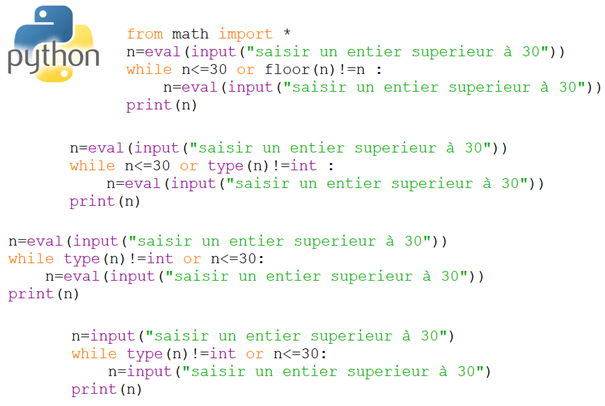 python
from math import *
n=eval(input("saisir un entier superieur à 30"))
while n<=30 or floor(n)!=n :
    n=eval(input("saisir un entier superieur à 30"))
print(n)
n=eval(input("saisir un entier superieur à 30"))
while n<=30 or type(n)!=int :
    n=eval(input("saisir un entier superieur à 30"))
print(n)
n=eval(input("saisir un entier superieur à 30"))
while type(n)!=int or n<=30:
    n=eval(input("saisir un entier superieur à 30"))
print(n)
n=input("saisir un entier superieur à 30")
while type(n)!=int or n<=30:
    n=input("saisir un entier superieur à 30")
print(n)